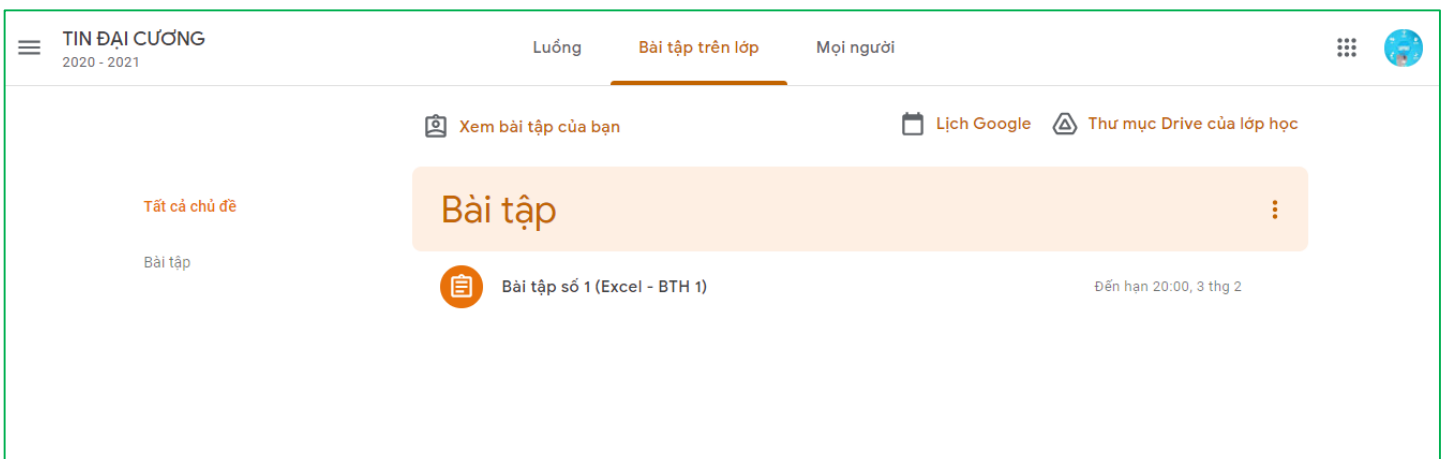 TIN ĐẠI CƯƠNG
2020 - 2021
Luồng
Bài tập trên lớp
Mọi người
Xem bài tập của bạn
Lịch Google
Thư mục Drive của lớp học
Tất cả chủ đề
Bài tập
Bài tập
Bài tập số 1 (Excel - BTH 1)
Đến hạn 20:00, 3 thg 2